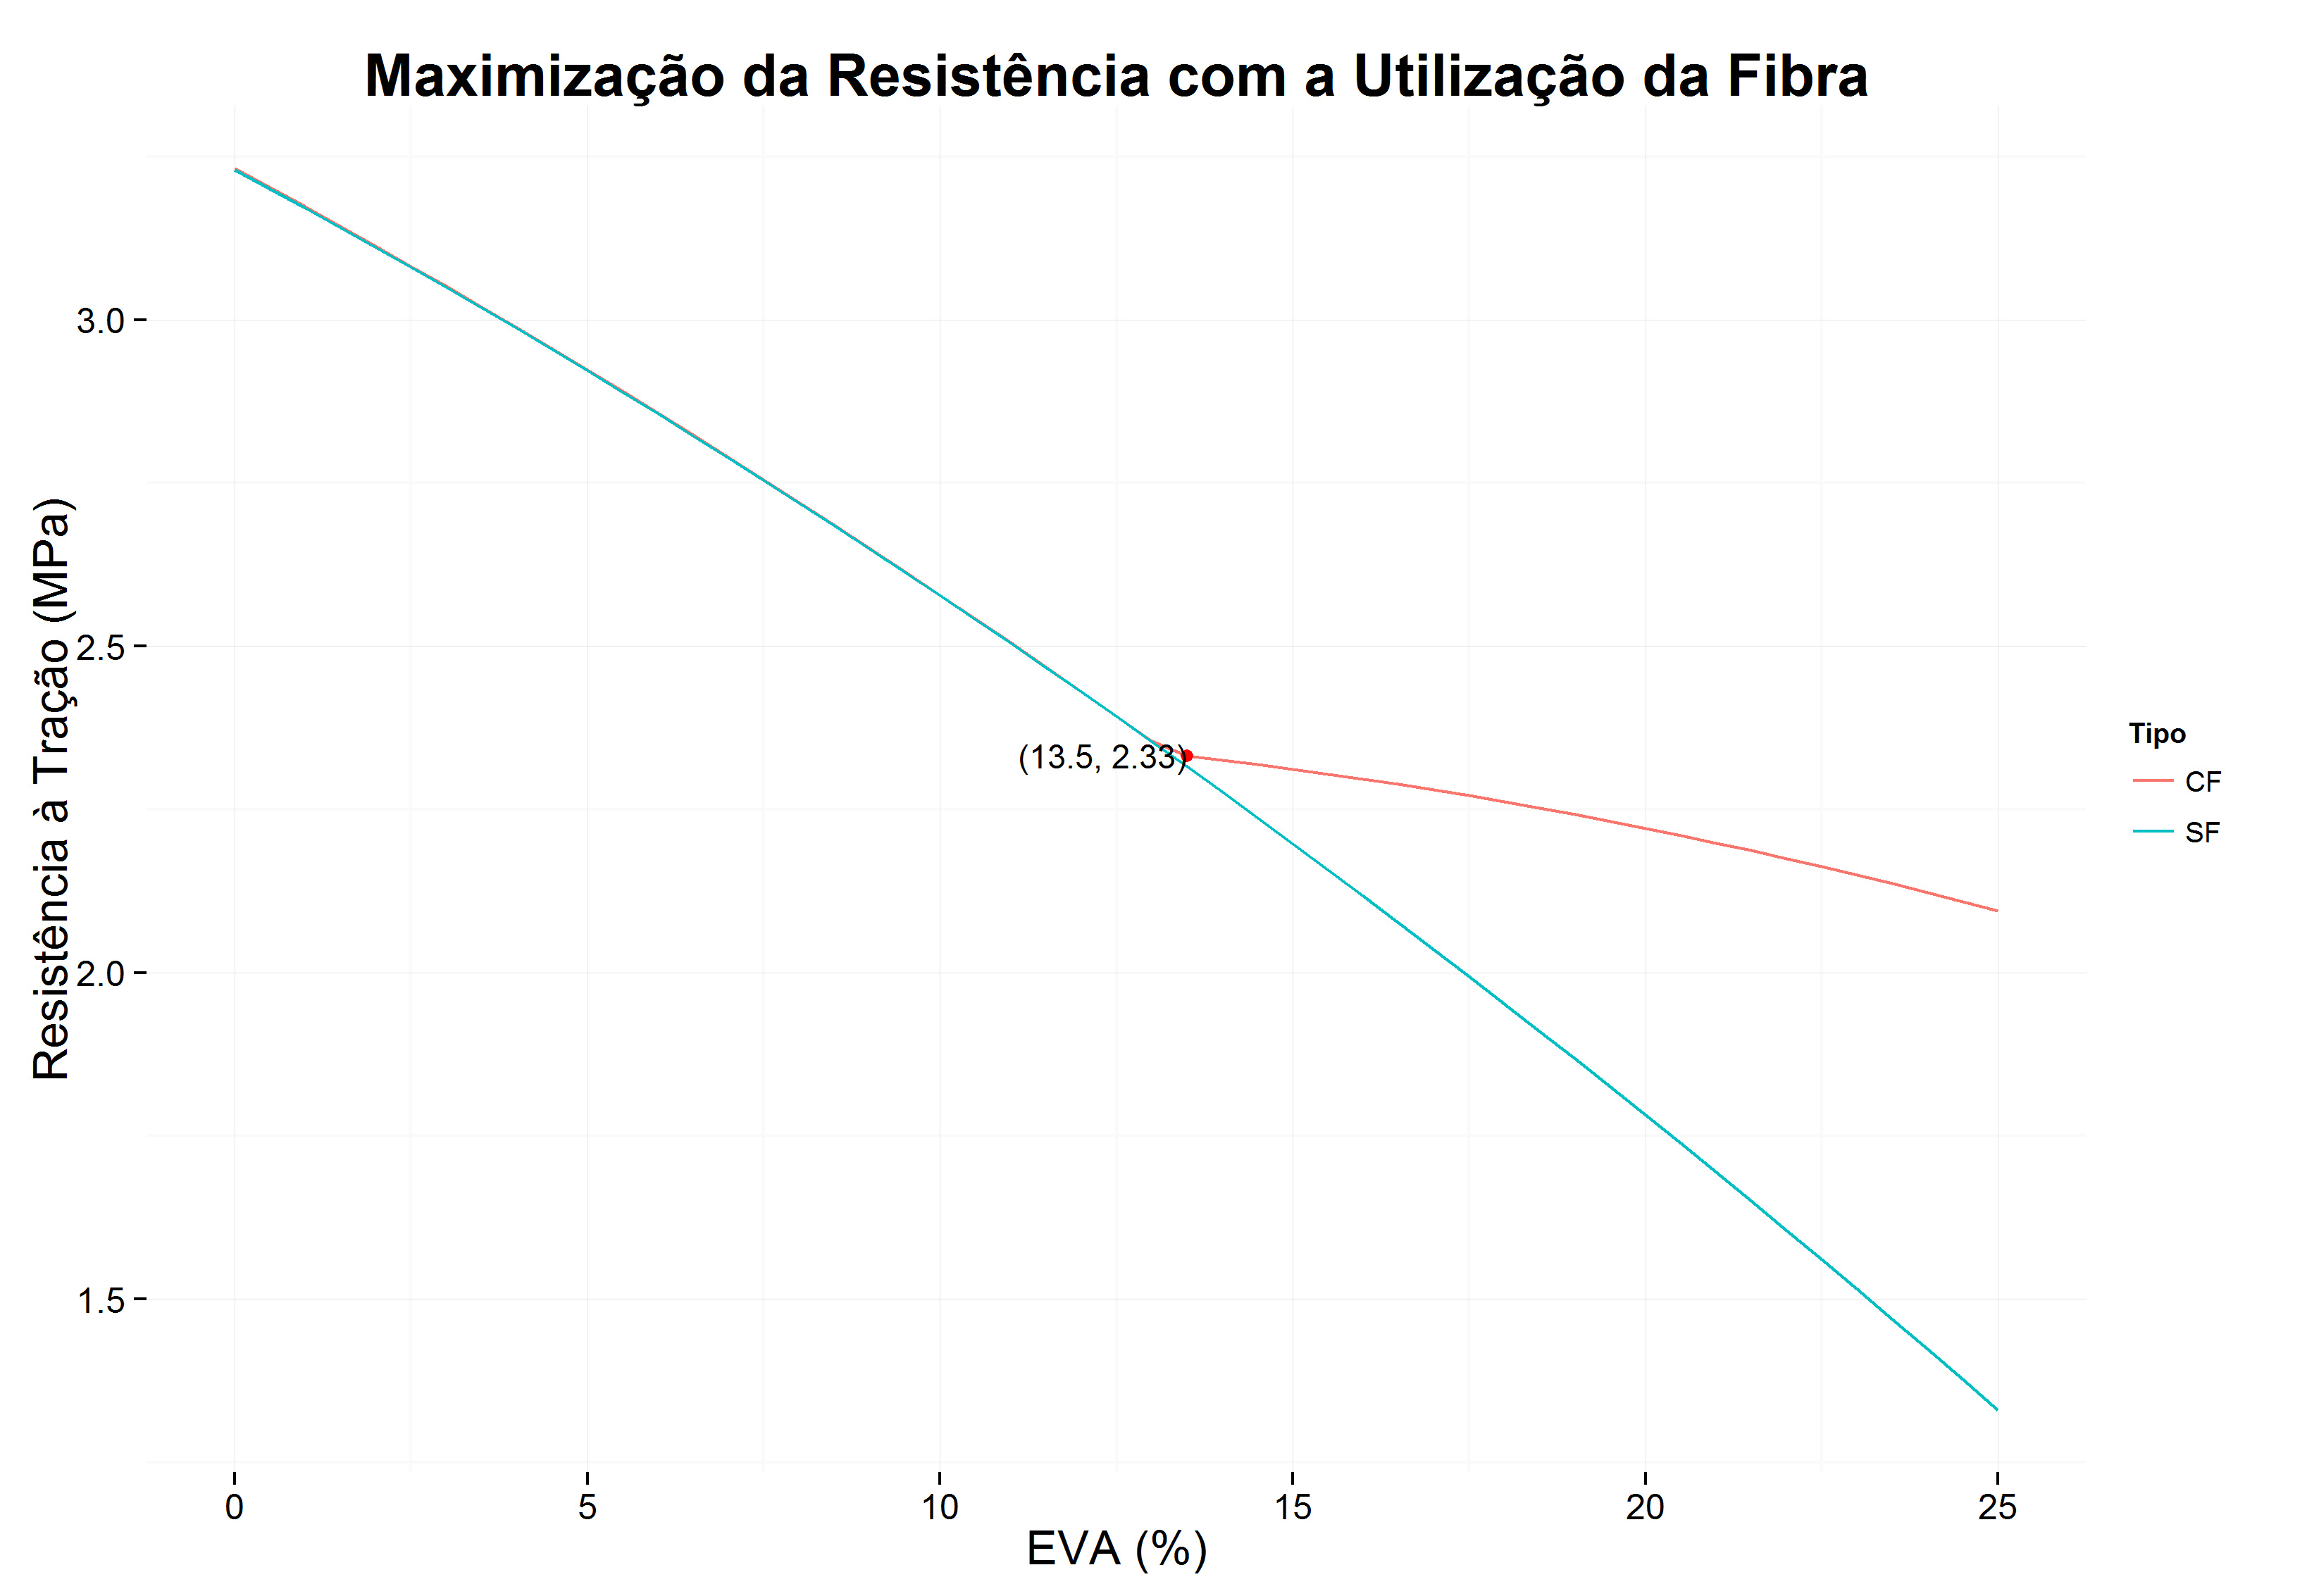 Maximização da Resistência com a Utilização da Fibra
Resistência à Tração (MPa)
3.0
2.5
2.0
1.5
(13.5, 2.33)
0
5
10
15
20
25
EVA (%)
Tipo
CF
SF